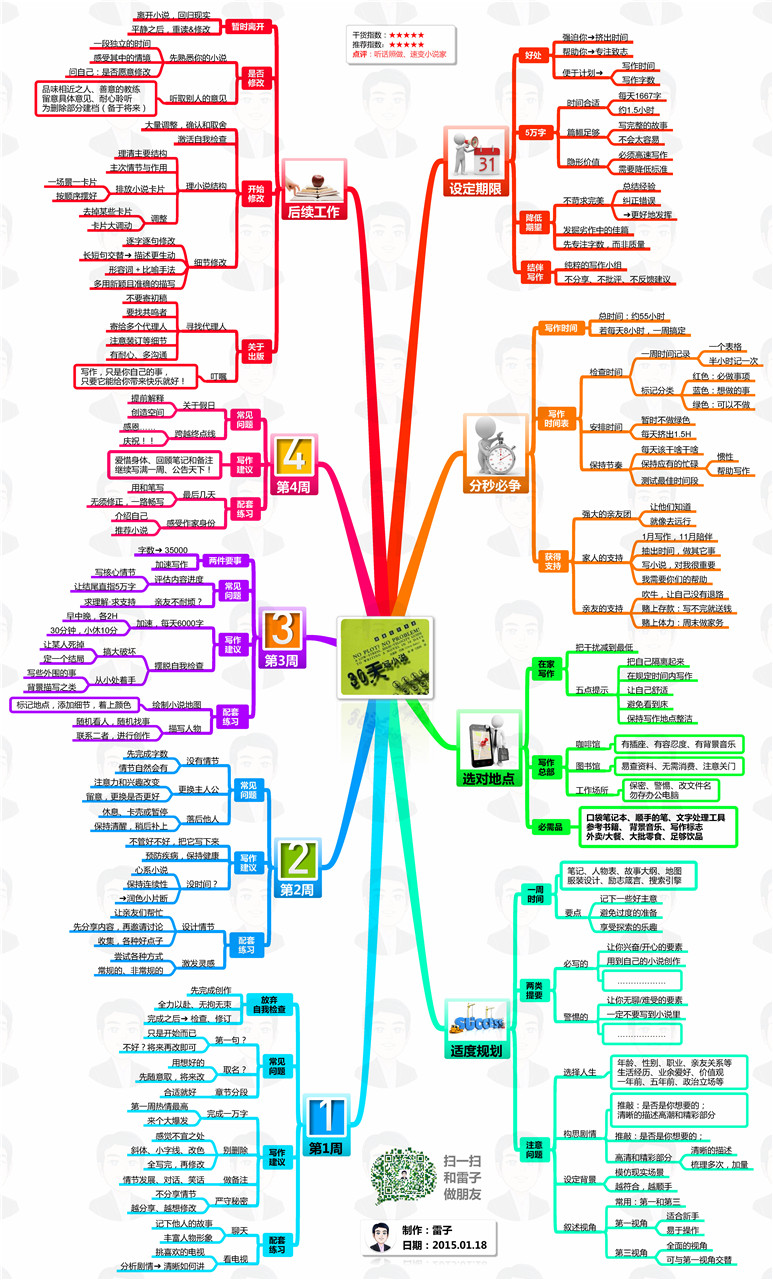 干货指数：★★★★★
推荐指数：★★★★★
点评：听话照做、速变小说家
NO PLOT? NO PROBLEM!
30天写小说
设定期限
31
好处
强迫你➔挤出时间
帮助你➔专注致志
便于计划➔
写作时间
写作字数
5万字
时间合适
每天1667字
约1.5小时
篇幅足够
写完整的故事
不会太容易
隐形价值
必须高速写作
需要降低标准
降低
期望
不苛求完美
总结经验
纠正错误
➔更好地发挥
发掘劣作中的佳篇
先专注字数，而非质量
结伴
写作
纯粹的写作小组
不分享、不批评、不反馈建议
分秒必争
写作时间
总时间：约55小时
若每天8小时，一周搞定
写作
时间表
检查时间
一周时间记录
一个表格
半小时记一次
标记分类
红色：必做事项
蓝色：想做的事
绿色：可以不做
安排时间
暂时不做绿色
每天挤出1.5H
保持节奏
每天该干啥干啥
保持应有的忙碌
惯性
帮助写作
测试最佳时间段
获得
支持
强大的亲友团
让他们知道
就像去远行
家人的支持
1月写作，11月陪伴
抽出时间，做其它事
写小说，对我很重要
我需要你们的帮助
亲友的支持
吹牛，让自己没有退路
赌上存款：写不完就送钱
赌上体力：周末做家务
选对地点
在家
写作
把干扰减到最低
五点提示
把自己隔离起来
在规定时间内写作
让自己舒适
避免看到床
保持写作地点整洁
写作
总部
咖啡馆
有插座、有容忍度、有背景音乐
图书馆
易查资料、无需消费、注意关门
工作场所
保密、警惕、改文件名
勿存办公电脑
必需品
口袋笔记本、顺手的笔、文字处理工具
参考书籍、背景音乐、写作标志
外卖/大餐、大批零食、足够饮品
适度规划
SUCCESS
一周
时间
笔记、人物表、故事大纲、地图
服装设计、励志箴言、搜索引擎
要点
记下一些好主意
避免过度的准备
享受探索的乐趣
两类
提要
必写的
让你兴奋/开心的要素
用到自己的小说创作
………………
警惕的
让你无聊/难受的要素
一定不要写到小说里
………………
注意
问题
选择人生
年龄、性别、职业、亲友关系等
生活经历、业余爱好、价值观
一年前、五年前、政治立场等
构思剧情
推敲：是否是你想要的；
清晰的描述高潮和精彩部分
推敲：是否是你想要的；
高清和精彩部分
清晰的描述
梳理多次，加量
设定背景
模仿现实场景
越符合，越顺手
叙述视角
常用：第一和第三
第一视角
适合新手
易于操作
第三视角
全面的视角
可与第一视角交替
后续工作
暂时离开
离开小说，回归现实
平静之后，重读&修改
是否
修改
先熟悉你的小说
一段独立的时间
感受其中的情境
问自己：是否愿意修改
听取别人的意见
品味相近之人、善意的教练
留意具体意见、耐心聆听
为删除部分建档（备于将来）
开始
修改
大量调整，确认和取舍
激活自我检查
理小说结构
理清主要结构
主次情节与作用
排放小说卡片
一场景一卡片
按顺序摆好
调整
去掉某些卡片
卡片大调动
细节修改
逐字逐句修改
长短句交替➔描述更生动
形容词 + 比喻手法
多用新颖且准确的描写
关于
出版
寻找代理人
不要寄初稿
要找共鸣者
寄给多个代理人
注意装订等细节
有耐心、多沟通
叮嘱
写作，只是你自己的事，
只要它能给你带来快乐就好！
4
第4周
常见
问题
关于假日
提前解释
创造空间
跨越终点线
感恩……
庆祝！！
写作
建议
爱惜身体、回顾笔记和备注
继续写满一周、公告天下！
配套
练习
最后几天
用和笔写
无须修正，一路畅写
感受作家身份
介绍自己
推荐小说
3
第3周
两件要事
字数➔35000
加速写作
常见
问题
评估内容进度
写核心情节
让结尾直指5万字
亲友不耐烦？
求理解·求支持
写作
建议
加速，每天6000字
早中晚，各2H
30分钟，小休10分
摆脱自我检查
搞大破坏
让某人死掉
定一个结局
从小处着手
写些外围的事
背景描写之类
配套
练习
绘制小说地图
标记地点，添加细节，着上颜色
描写人物
随机看人，随机找事
联系二者，进行创作
2
第2周
常见
问题
没有情节
先完成字数
情节自然会有
更换主人公
注意力和兴趣改变
留意，更换是否更好
落后他人
休息、卡壳或暂停
保持清醒，稍后补上
写作
建议
不管好不好，把它写下来
预防疾病，保持健康
没时间？
心系小说
保持连续性
➔润色小片断
配套
练习
设计情节
让亲友们帮忙
先分享内容，再邀请讨论
收集，各种好点子
激发灵感
尝试各种方式
常规的、非常规的
1
第1周
放弃
自我检查
先完成创作
全力以赴、无拘无束
完成之后➔ 检查、修订
常见
问题
第一句？
只是开始而已
不好？将来再改即可
取名？
用想好的
先随意取，将来改
章节分段
合适就好
写作
建议
完成一万字
第一周热情最高
来个大爆发
别删除
感觉不宜之处
斜体、小字线、改色
全写完，再修改
做备注
情节发展、对话、笑话
严守秘密
不分享情节
越分享、越想修改
配套
练习
聊天
记下他人的故事
丰富人物形象
看电视
挑喜欢的电视
分析剧情➔清晰如何讲
扫一扫
和雷子
做朋友
制作：雷子
日期：2015.01.18